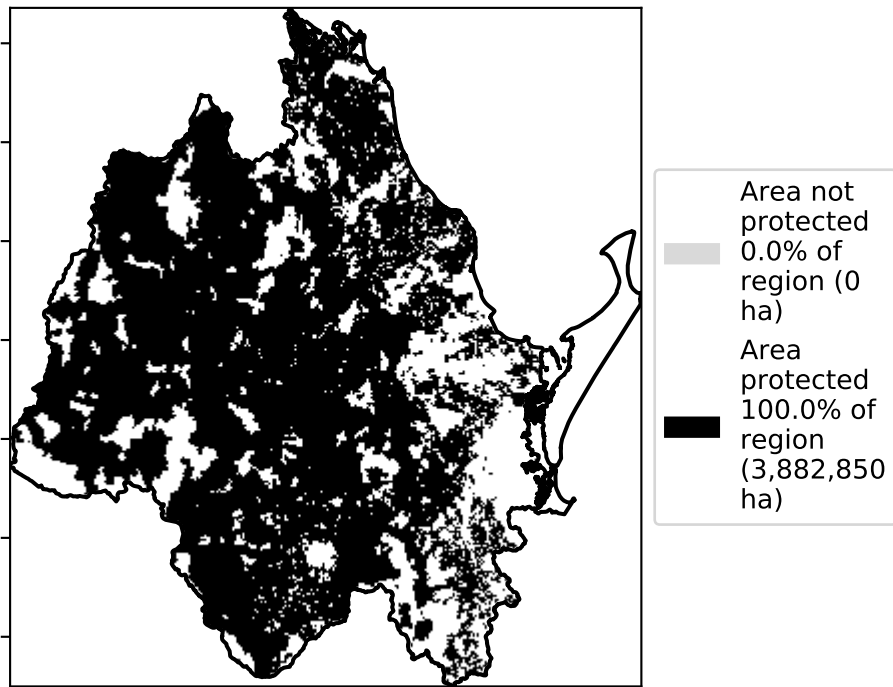 Area not
protected
0.0% of
region (0
ha)
Area
protected
100.0% of
region
(3,882,850
ha)